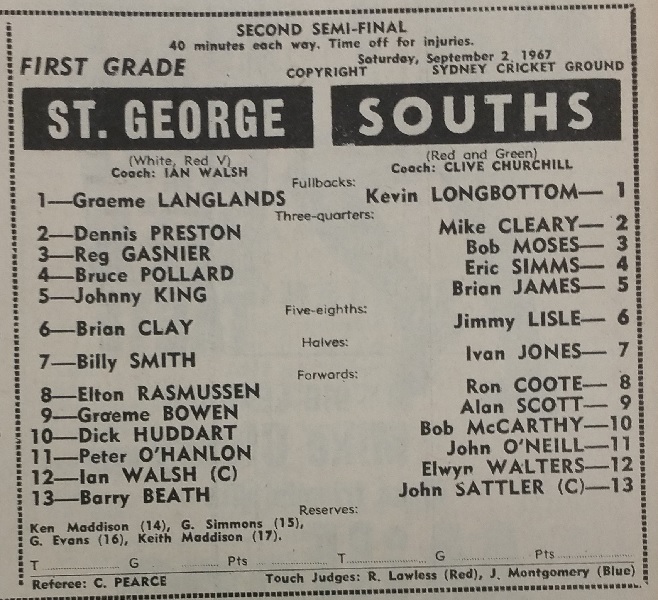 SECOND SEMI-FINAL
40 minutes each way. Time off for injuries.
FIRST GRADE
Saturday, September 2, 1967
COPYRIGHT SYDNEY CRICKET GROUND
ST. GEORGE SOUTHS
(White, Red V) (Red and Green)
Coach: IAN WALSH Coach: CLIVE CHURCHILL
Fullbacks:
1—Graeme LANGLANDS Kevin LONGBOTTOM— 1
Three-quarters:
2—Dennis PRESTON Mike CLEARY— 2
3—Reg GASNIER Bob MOSES— 3
4—Bruce POLLARD Eric SIMMS— 4
5—Johnny KING Brian JAMES— 5
Five-eighths:
6—Brian CLAY Jimmy LISLE— 6
Halves:
7—Billy SMITH Ivan JONES— 7
Forwards:
8—Elton RASMUSSEN Ron COOTE— 8
9—Graeme BOWEN Alan SCOTT— 9
10—Dick HUDDART Bob McCARTHY—10
11—Peter O'HANLON John O'NEILL—11
12—Ian WALSH (C) Elwyn WALTERS—12
13—Barry BEATH John SATTLER (C)—13
Reserves:
Ken Maddison (14), G. Simmons (15),
G. Evans (16), Keith Maddison (17).
T G Pts T G Pts
Referee: C. PEARCE Touch Judges: R. Lawless (Red), J. Montgomery (Blue)